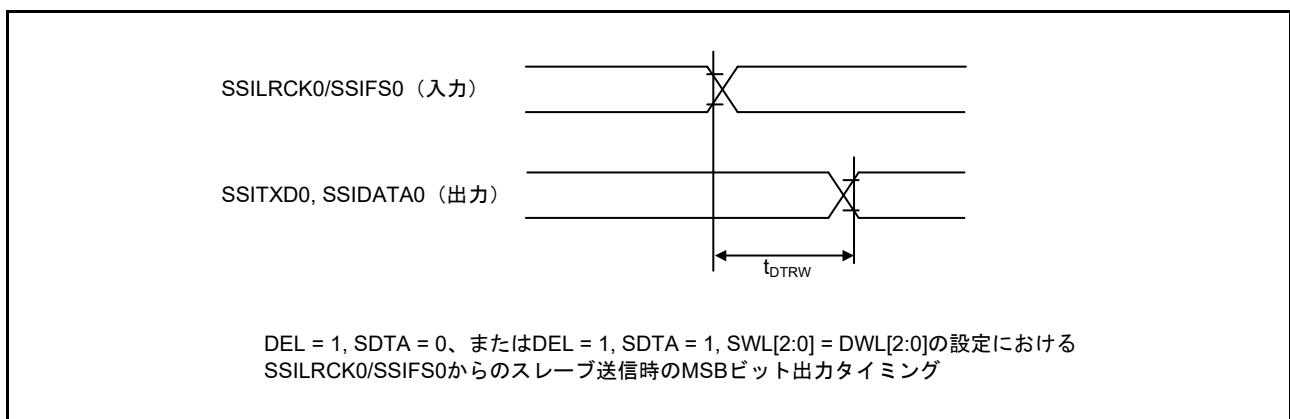 SSILRCK0/SSIFS0（入力）
SSITXD0, SSIDATA0（出力）
tDTRW
DEL = 1, SDTA = 0、またはDEL = 1, SDTA = 1, SWL[2:0] = DWL[2:0]の設定における
SSILRCK0/SSIFS0からのスレーブ送信時のMSBビット出力タイミング